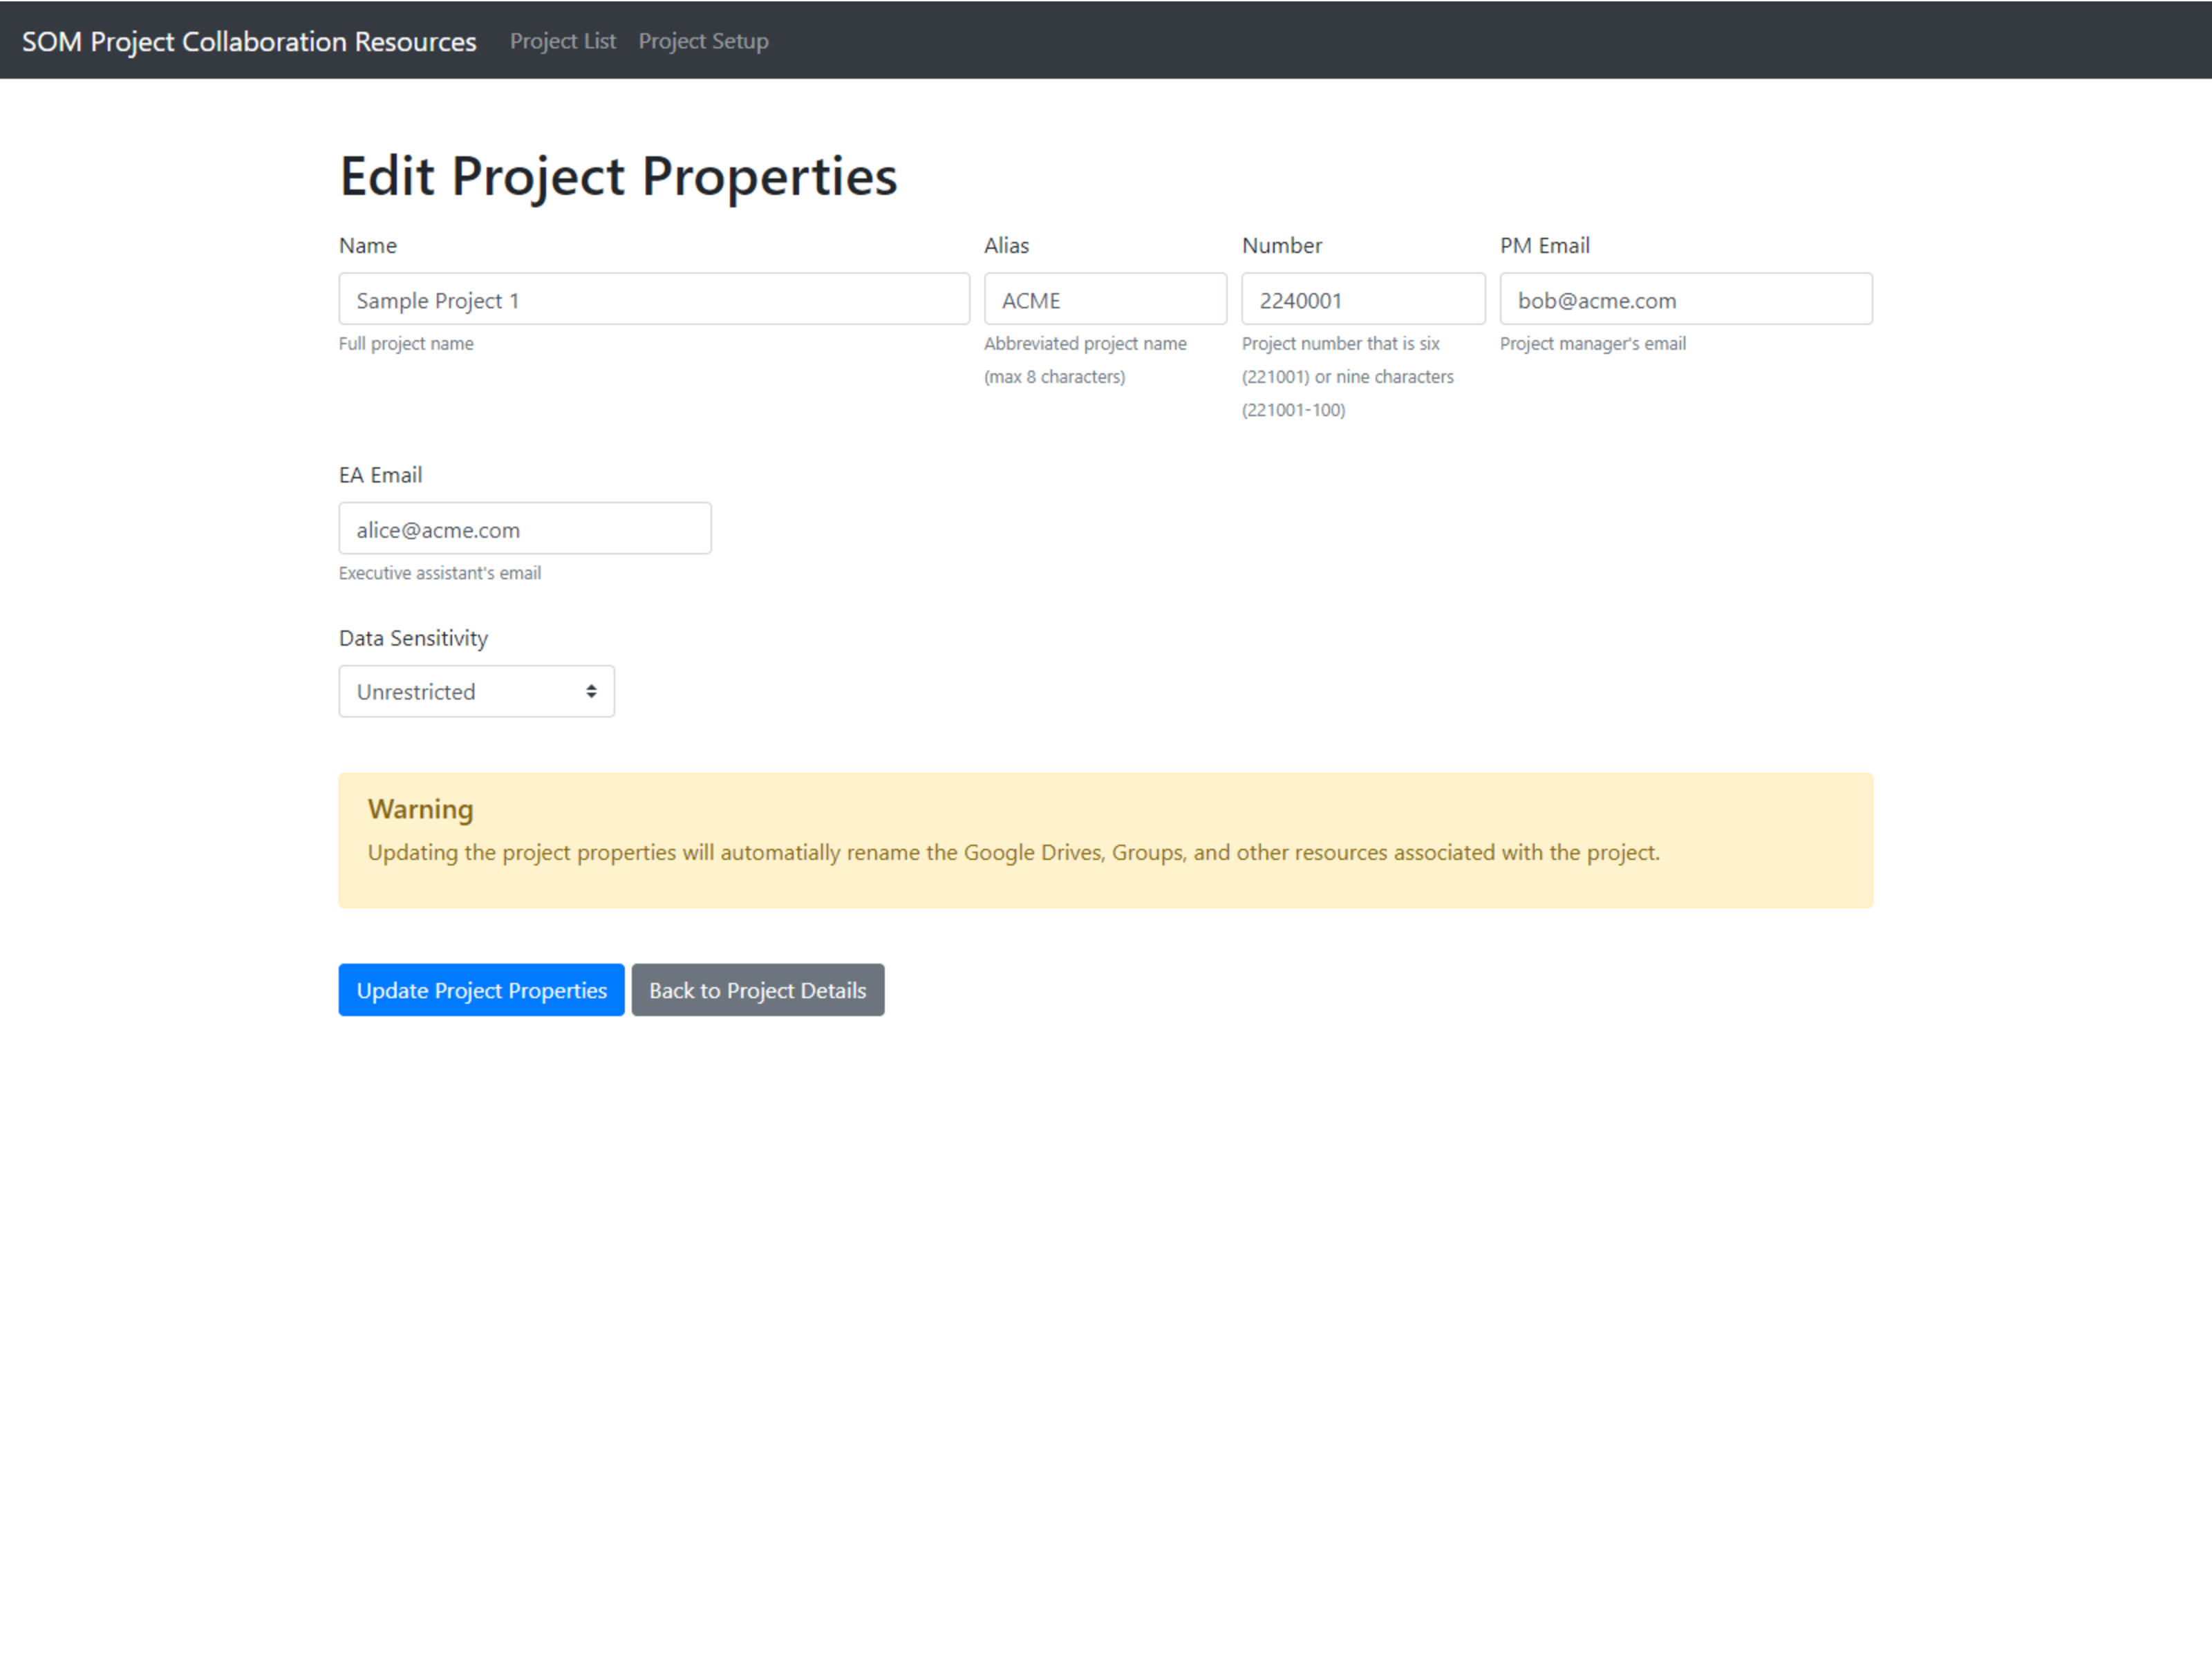 SOM Project Collaboration Resources Project List Project Setup
Edit Project Properties
Name Alias Number PM Email
Sample Project 1 ACME 2240001 bob@acme.com
Full project name Abbreviated project name Project number that is six Project manager's email
(max 8 characters) (221001) or nine characters
(221001-100)
EA Email
alice@acme.com
Executive assistant's email
Data Sensitivity
Unrestricted
Warning
Updating the project properties will automatially rename the Google Drives, Groups, and other resources associated with the project.
Update Project Properties Back to Project Details